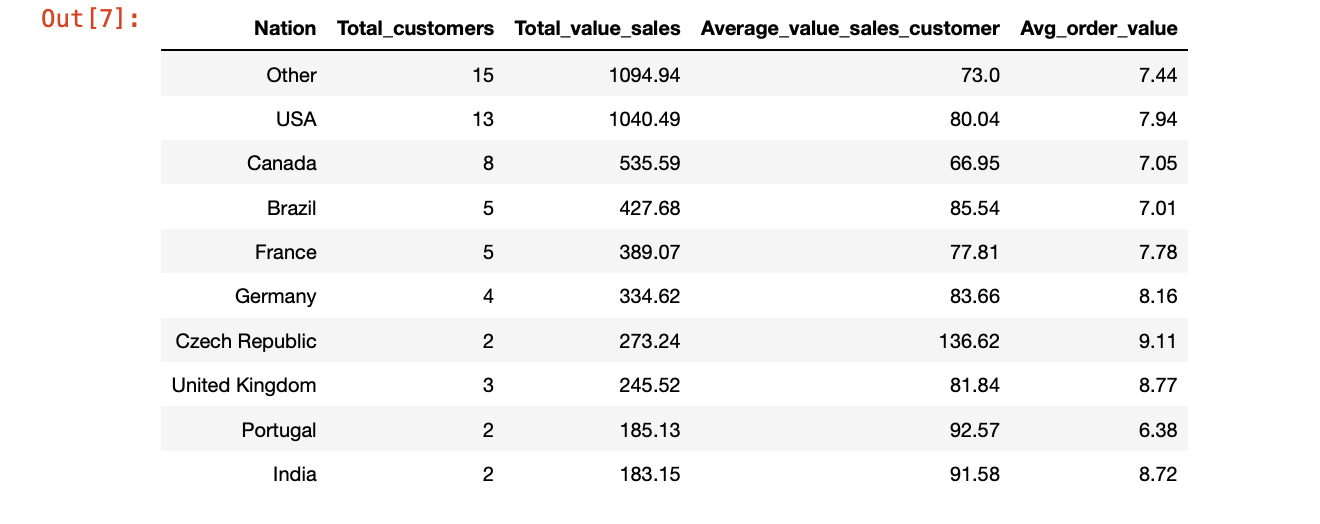 Out[7]:
Nation Total_customers Total_value_sales Average_value_sales_customer Avg_order_value
Other 15 1094.94 73.0 7.44
USA 13 1040.49 80.04 7.94
Canada 8 535.59 66.95 7.05
Brazil 5 427.68 85.54 7.01
France 5 389.07 77.81 7.78
Germany 4 334.62 83.66 8.16
Czech Republic 2 273.24 136.62 9.11
United Kingdom 3 245.52 81.84 8.77
Portugal 2 185.13 92.57 6.38
India 2 183.15 91.58 8.72